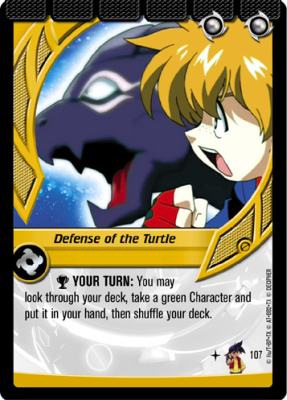 Defense of the Turtle
YOUR TURN: You may
look through your deck, take a green Character and
put it in your hand, then shuffle your deck.
107